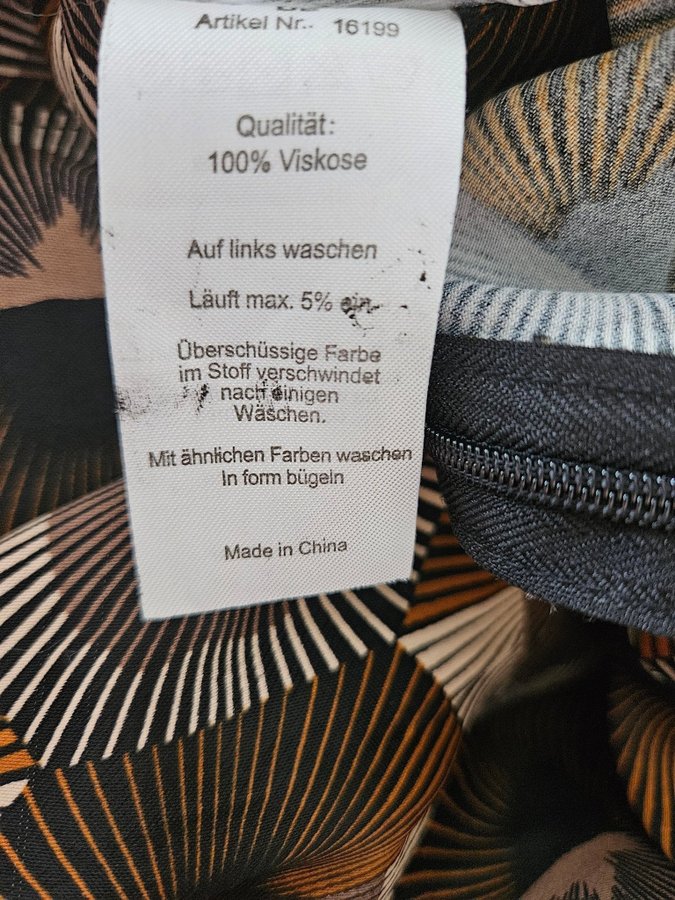 Artikel Nr.. 16199
Qualität:
100% Viskose
Auf links waschen
Läuft max. 5% ein.
Überschüssige Farbe
im Stoff verschwindet
nach einigen
Wäschen.
Mit ähnlichen Farben waschen
In form bügeln
Made in China